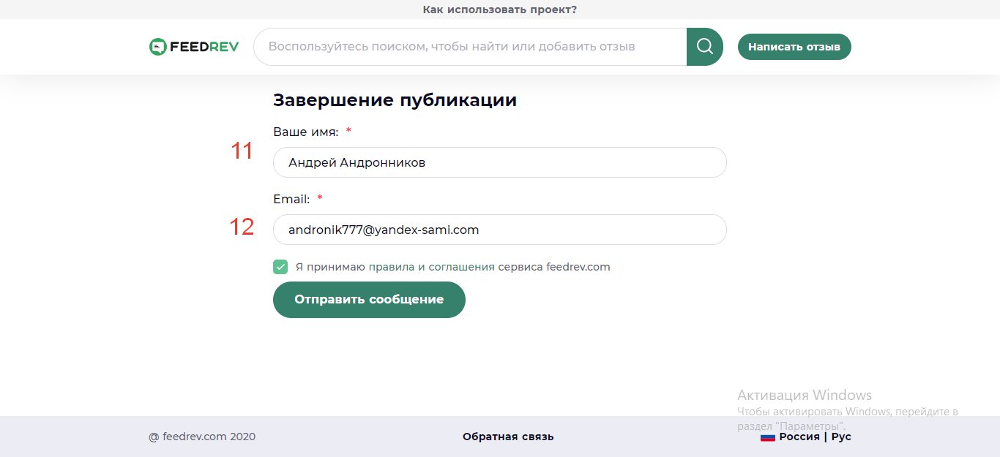 Как использовать проект?
FEEDREV
Воспользуйтесь поиском, чтобы найти или добавить отзыв
Написать отзыв
Завершение публикации
Ваше имя: *
11
Андрей Андронников
Email: *
12
andronik777@yandex-sami.com
Я принимаю правила и соглашения сервиса feedrev.com
Отправить сообщение
Активация Windows
Чтобы активировать Windows, перейдите в
раздел "Параметры".
@ feedrev.com 2020
Обратная связь
Россия | Рус